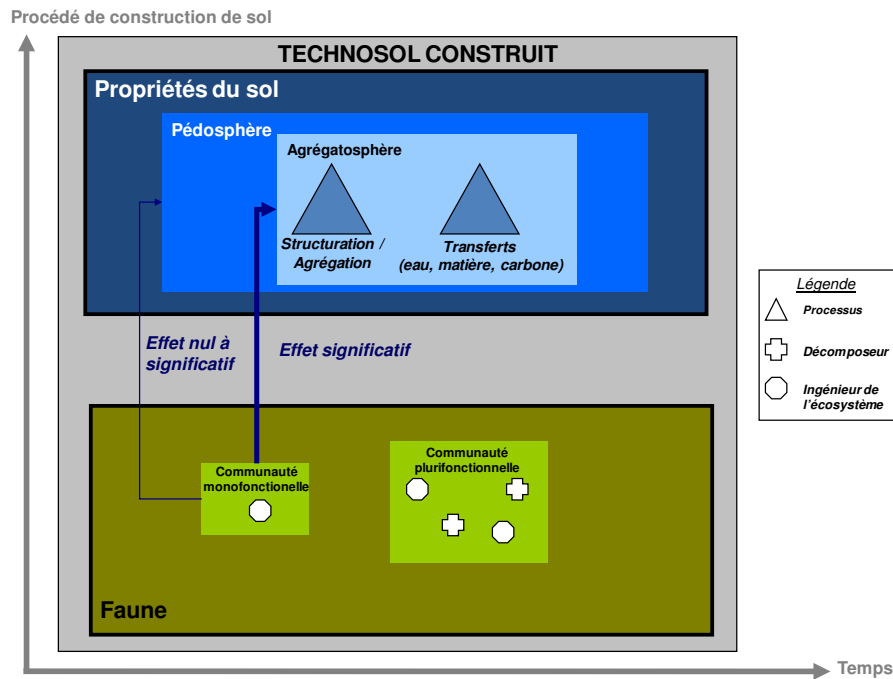 Procédé de construction de sol
TECHNOSOL CONSTRUIT
Propriétés du sol
Pédosphère
Agrégatosphère
Structuration /
Agrégation
Transferts
(eau, matière, carbone)
Effet nul à
significatif
Effet significatif
Communauté
monofonctionelle
Communauté
plurifonctionnelle
Faune
Légende
Processus
Décomposeur
Ingénieur de
l'écosystème
Temps